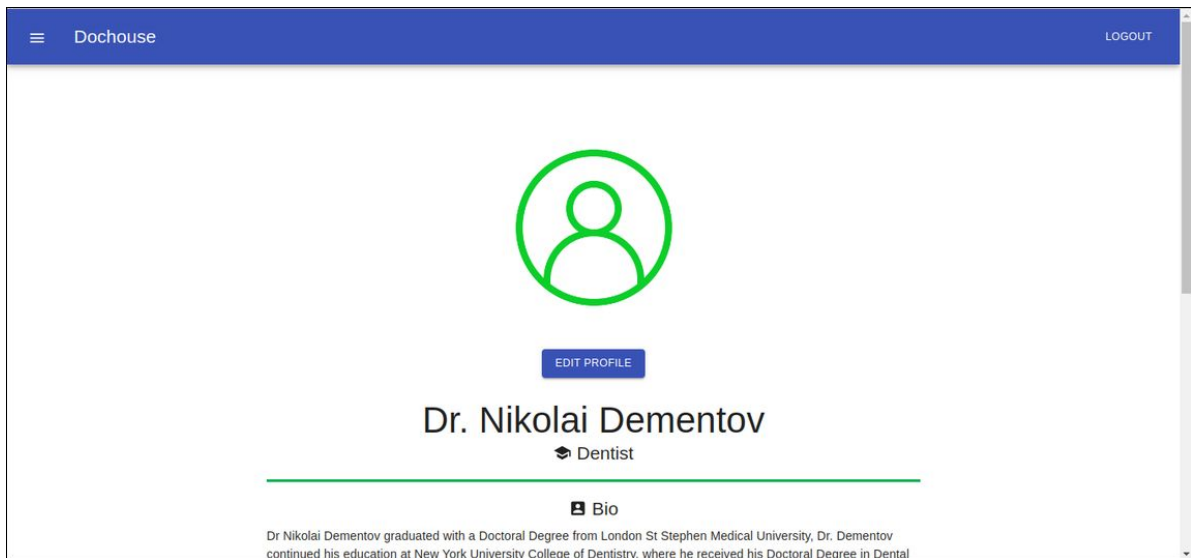 Dochouse
LOGOUT
EDIT PROFILE
Dr. Nikolai Dementov
Dentist
Bio
Dr Nikolai Dementov graduated with a Doctoral Degree from London St Stephen Medical University, Dr. Dementov
continued his education at New York University College of Dentistry, where he received his Doctoral Degree in Dental